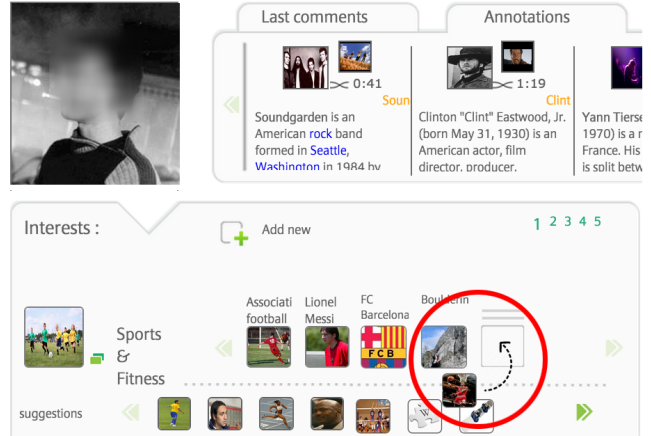 Last comments
Annotations
0:41
1:19
Soun
Clint
Soundgarden is an
American rock band
formed in Seattle,
Washington in 1984 by
Clinton "Clint" Eastwood, Jr.
(born May 31, 1930) is an
American actor, film
director, producer,
Yann Tierse
1970) is a
France. His
is split betw
Interests :
Add new
1 2 3 4 5
Associati
football
Lionel
Messi
FC
Barcelona
Boulderin
FCB
Sports
&
Fitness
suggestions
W